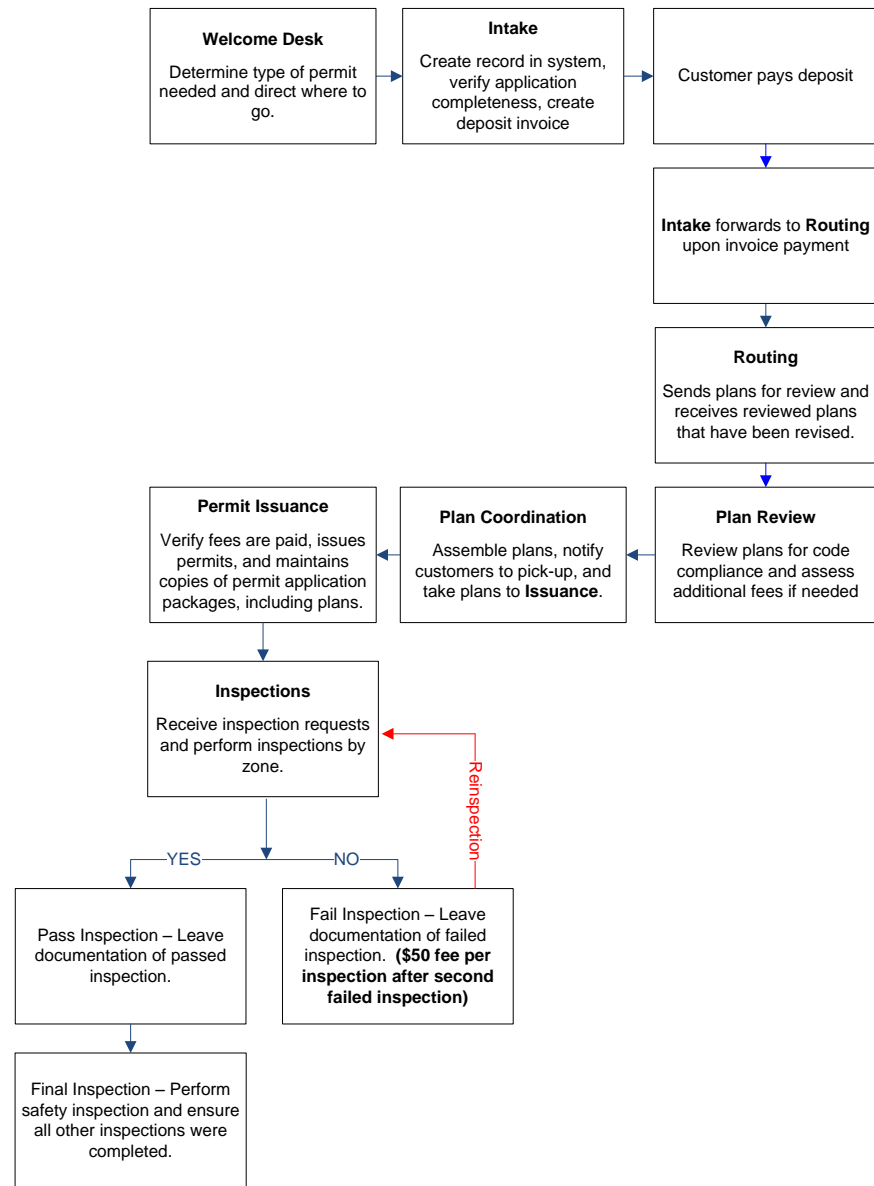 Welcome Desk
Determine type of permit
needed and direct where to
go.
Intake
Create record in system,
verify application
completeness, create
deposit invoice
Customer pays deposit
Intake forwards to Routing
upon invoice payment
Routing
Sends plans for review and
receives reviewed plans
that have been revised.
Permit Issuance
Verify fees are paid, issues
permits, and maintains
copies of permit application
packages, including plans.
Plan Coordination
Assemble plans, notify
customers to pick-up, and
take plans to Issuance.
Plan Review
Review plans for code
compliance and assess
additional fees if needed
Inspections
Receive inspection requests
and perform inspections by
zone.
Reinspection
YES
NO
Pass Inspection – Leave
documentation of passed
inspection.
Fail Inspection – Leave
documentation of failed
inspection. ($50 fee per
inspection after second
failed inspection)
Final Inspection – Perform
safety inspection and ensure
all other inspections were
completed.